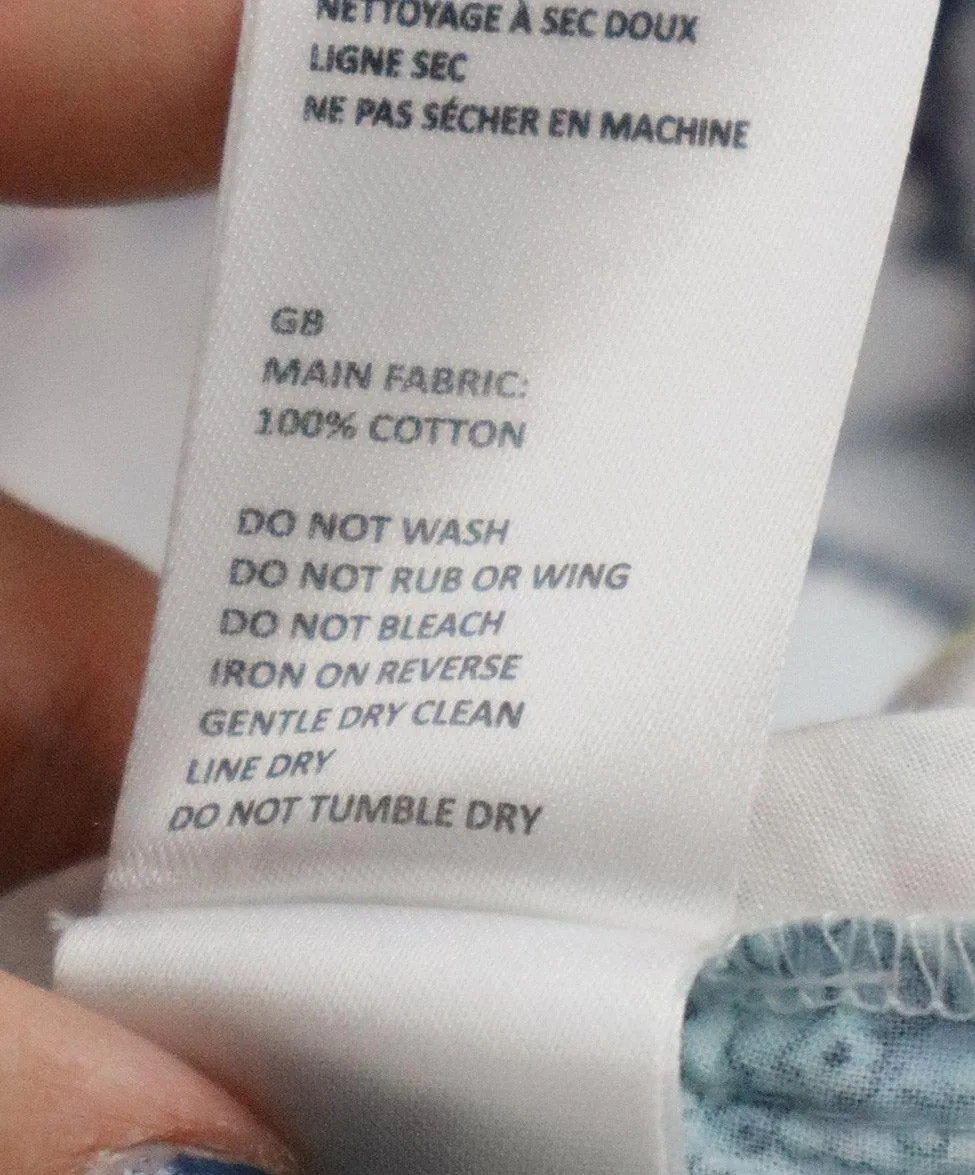 NETTOYAGE À SEC DOUX
LIGNE SEC
NE PAS SÉCHER EN MACHINE
GB
MAIN FABRIC:
100% COTTON
DO NOT WASH
DO NOT RUB OR WING
DO NOT BLEACH
IRON ON REVERSE
GENTLE DRY CLEAN
LINE DRY
DO NOT TUMBLE DRY